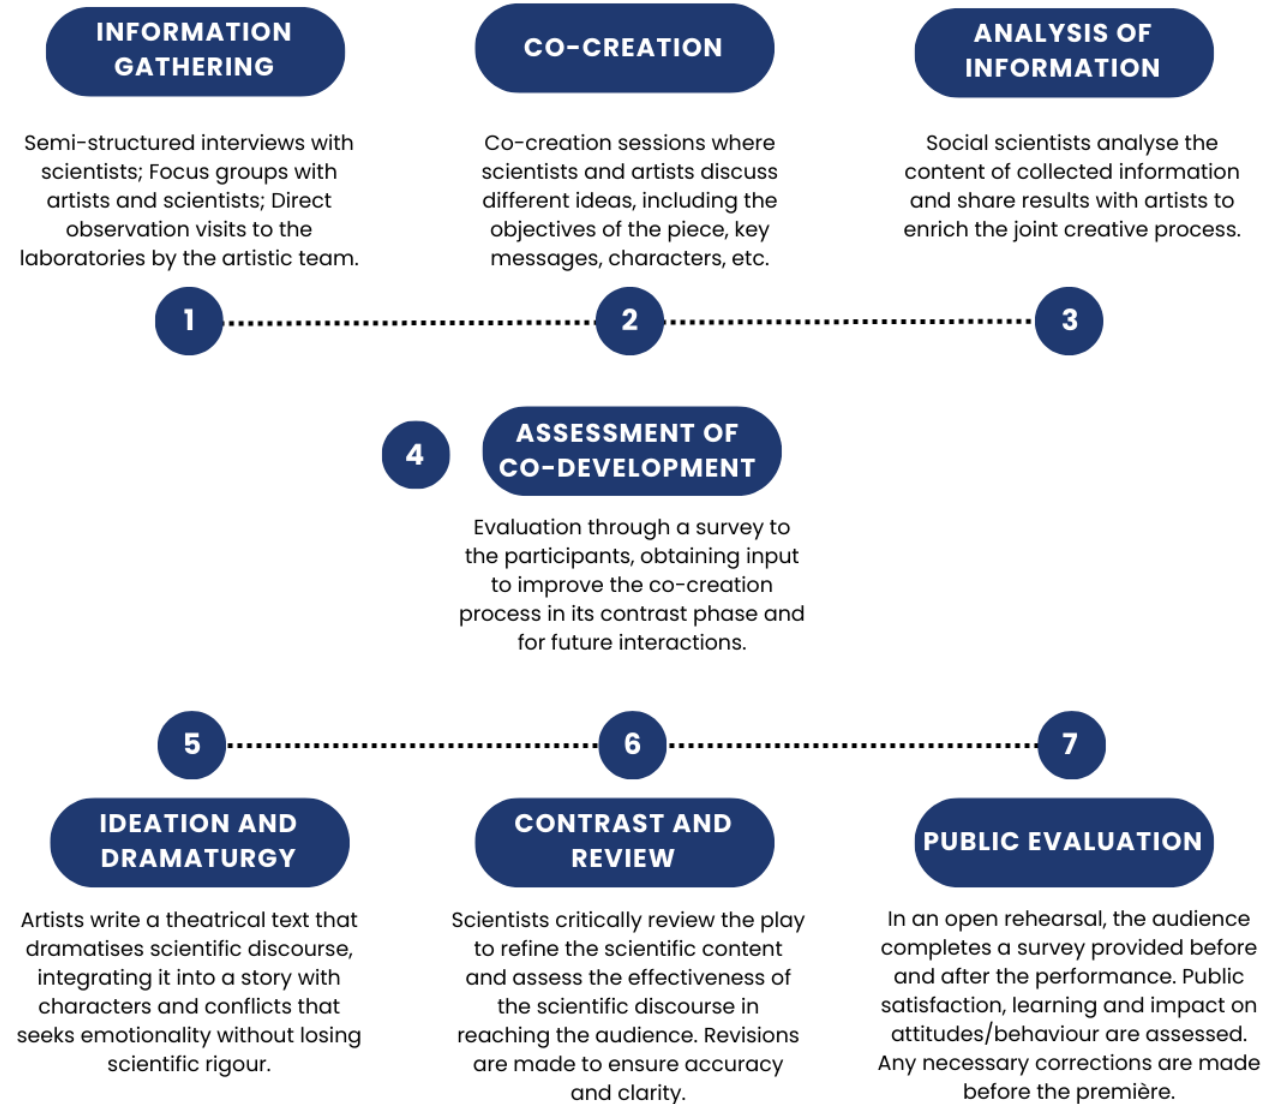 INFORMATION
GATHERING
Semi-structured interviews with
scientists; Focus groups with
artists and scientists; Direct
observation visits to the
laboratories by the artistic team.
1
CO-CREATION
Co-creation sessions where
scientists and artists discuss
different ideas, including the
objectives of the piece, key
messages, characters, etc.
2
ANALYSIS OF
INFORMATION
Social scientists analyse the
content of collected information
and share results with artists to
enrich the joint creative process.
3
4
ASSESSMENT OF
CO-DEVELOPMENT
Evaluation through a survey to
the participants, obtaining input
to improve the co-creation
process in its contrast phase and
for future interactions.
5
IDEATION AND
DRAMATURGY
Artists write a theatrical text that
dramatises scientific discourse,
integrating it into a story with
characters and conflicts that
seeks emotionality without losing
scientific rigour.
6
CONTRAST AND
REVIEW
Scientists critically review the play
to refine the scientific content
and assess the effectiveness of
the scientific discourse in
reaching the audience. Revisions
are made to ensure accuracy
and clarity.
7
PUBLIC EVALUATION
In an open rehearsal, the audience
completes a survey provided before
and after the performance. Public
satisfaction, learning and impact on
attitudes/behaviour are assessed.
Any necessary corrections are made
before the première.